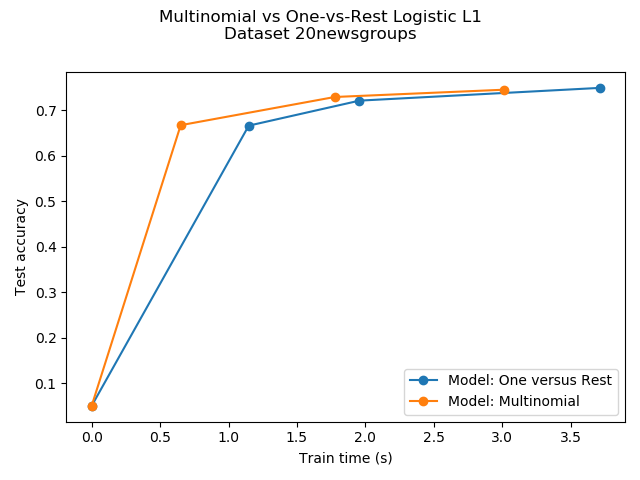 Multinomial vs One-vs-Rest Logistic L1
Dataset 20newsgroups
Test accuracy
0.7
0.6
0.5
0.4
0.3
0.2
0.1
Model: One versus Rest
Model: Multinomial
0.0 0.5 1.0 1.5 2.0 2.5 3.0 3.5
Train time (s)